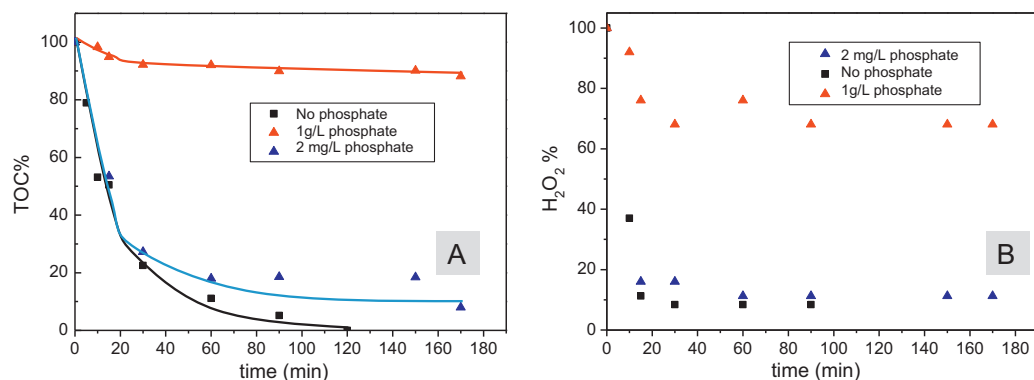 100
80
60
40
20
0
TOC%
No phosphate
1g/L phosphate
2 mg/L phosphate
A
0 20 40 60 80 100 120 140 160 180
time (min)
100
80
60
40
20
0
H₂O₂ %
2 mg/L phosphate
No phosphate
1g/L phosphate
B
0 20 40 60 80 100 120 140 160 180
time (min)